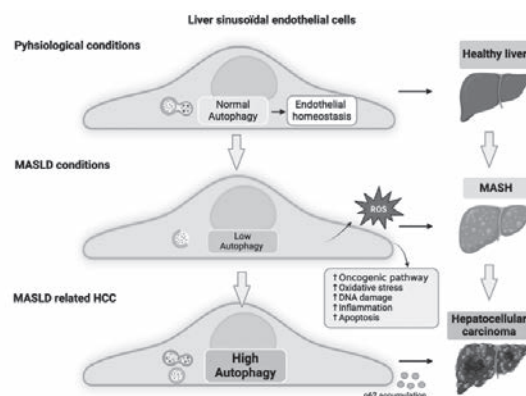 Liver sinusoïdal endothelial cells
Pyhsiological conditions
Healthy liver
Normal
Autophagy
Endothelial
homeostasis
MASLD conditions
MASH
ROS
Low
Autophagy
↑Oncogenic pathway
↑Oxidative stress
↑DNA damage
↑Inflammation
↑Apoptosis
MASLD related HCC
Hepatocellular
carcinoma
High
Autophagy
accumulation